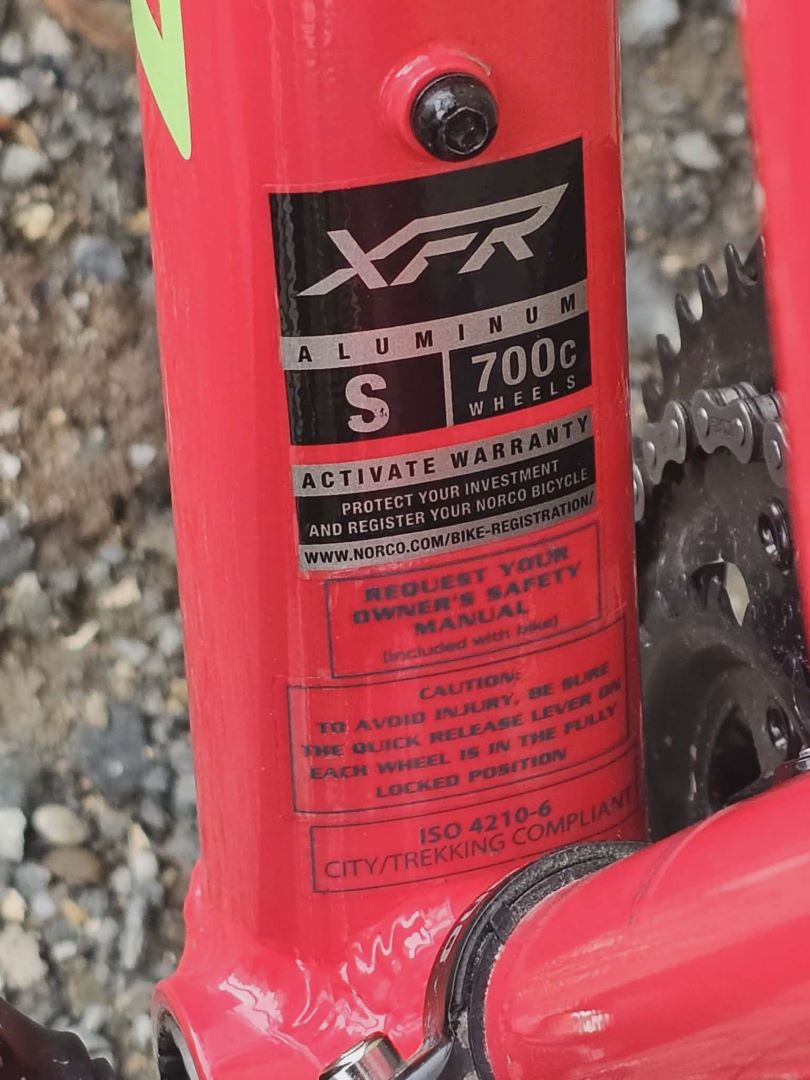 XFR
ALUMINUM
S
700c
WHEELS
ACTIVATE WARRANTY
PROTECT YOUR INVESTMENT
AND REGISTER YOUR NORCO BICYCLE
WWW.NORCO.COM/BIKE-REGISTRATION/
REQUEST YOUR
OWNER'S SAFETY
MANUAL
(included with bike)
CAUTION:
TO AVOID INJURY, BE SURE
THE QUICK RELEASE LEVER ON
EACH WHEEL IS IN THE FULLY
LOCKED POSITION
ISO 4210-6
CITY/TREKKING COMPLIANT